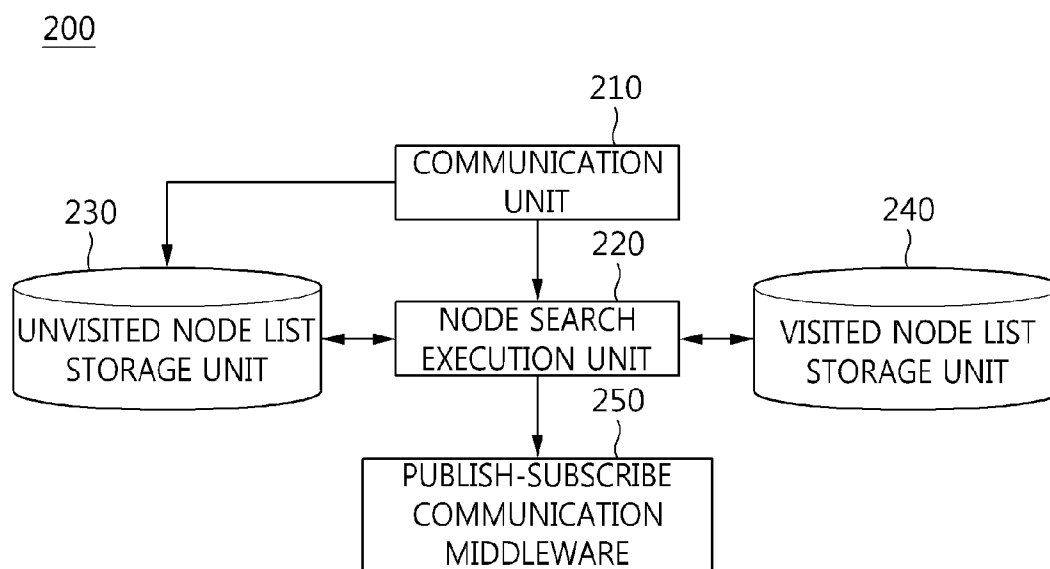 200
210
COMMUNICATION
UNIT
230
220
240
UNVISITED NODE LIST
STORAGE UNIT
NODE SEARCH
EXECUTION UNIT
VISITED NODE LIST
STORAGE UNIT
250
PUBLISH-SUBSCRIBE
COMMUNICATION
MIDDLEWARE